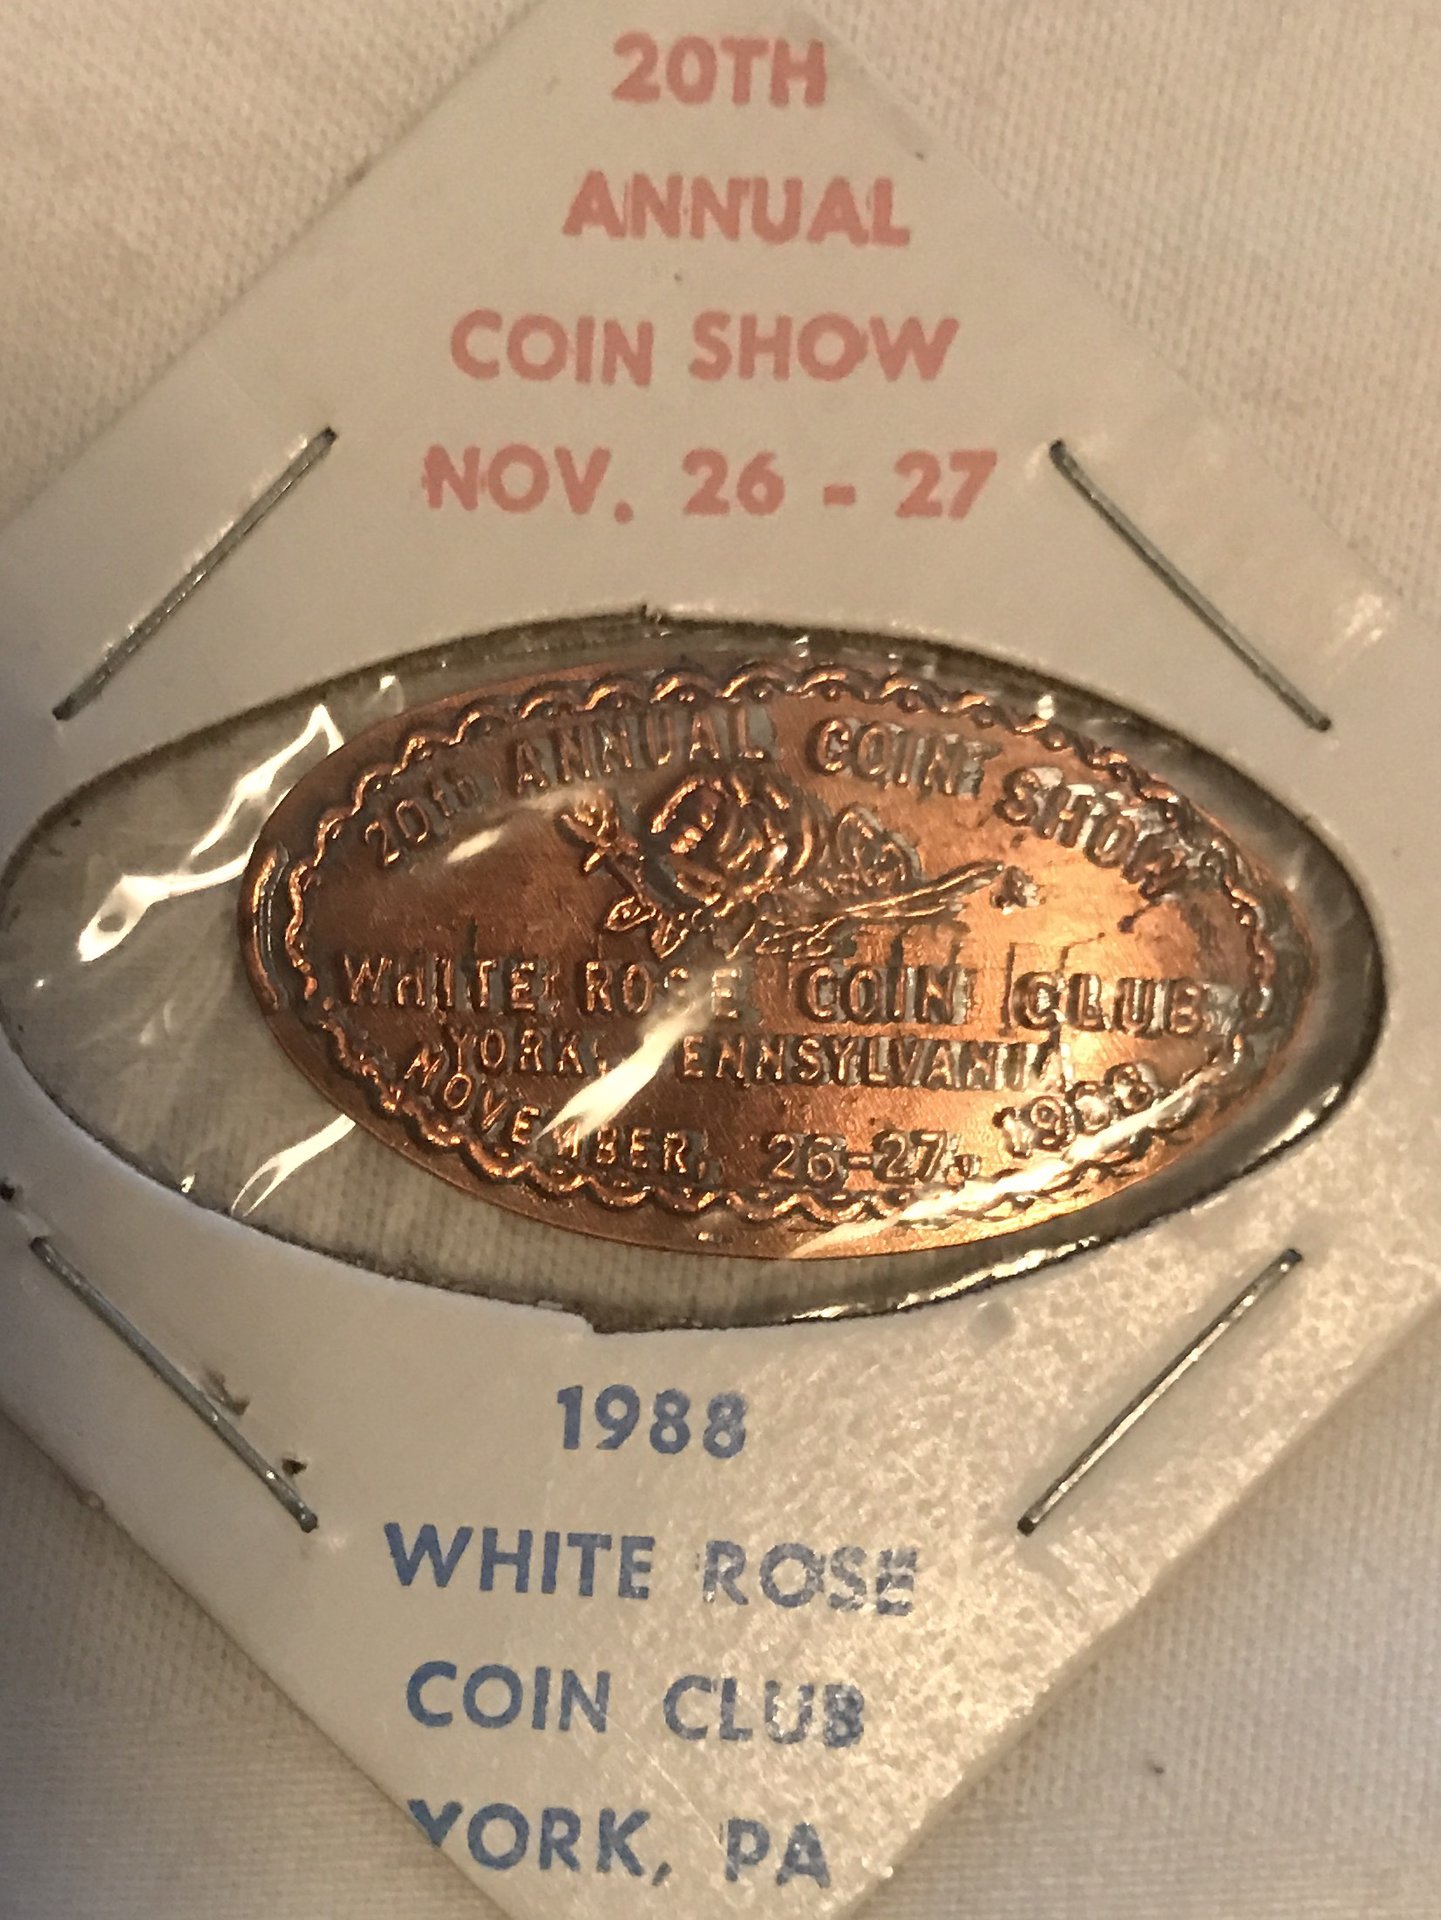 20TH
ANNUAL
COIN SHOW
NOV. 26 - 27
20th ANNUAL COIN SHOW
WHITE ROSE COIN CLUB
YORK, PENNSYLVANIA
NOVEMBER, 26-27, 1988
1988
WHITE ROSE
COIN CLUB
YORK, PA